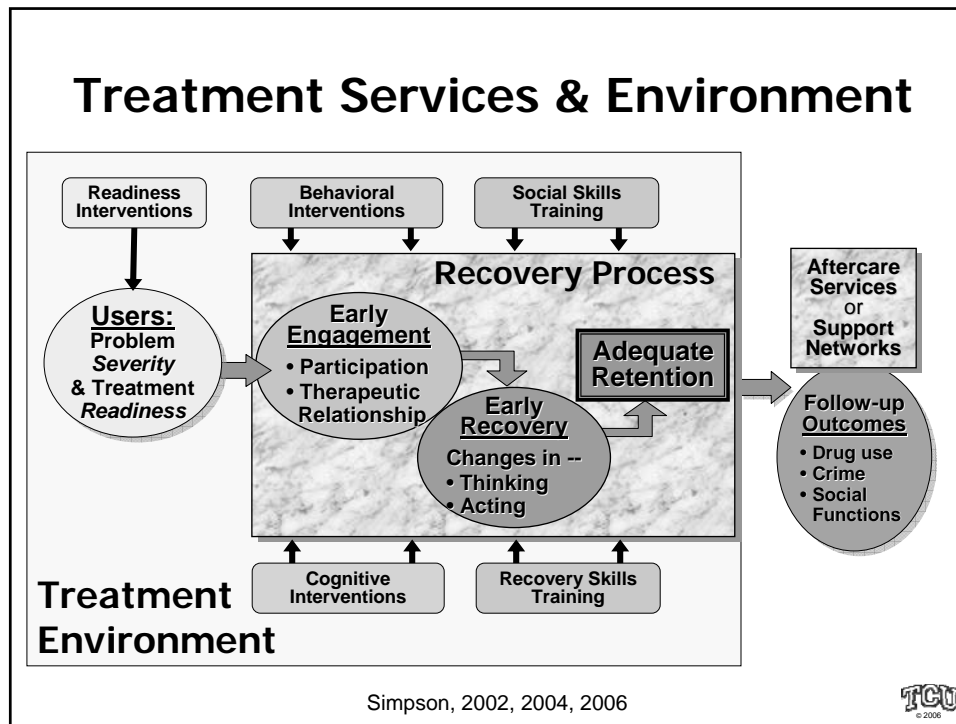 Treatment Services & Environment
Readiness
Interventions
Behavioral
Interventions
Social Skills
Training
Recovery Process
Users:
Problem
Severity
& Treatment
Readiness
Early
Engagement
• Participation
• Therapeutic
Relationship
Early
Recovery
Changes in --
• Thinking
• Acting
Adequate
Retention
Aftercare
Services
or
Support
Networks
Follow-up
Outcomes
• Drug use
• Crime
• Social
Functions
Cognitive
Interventions
Recovery Skills
Training
Treatment
Environment
Simpson, 2002, 2004, 2006
TCU
© 2006